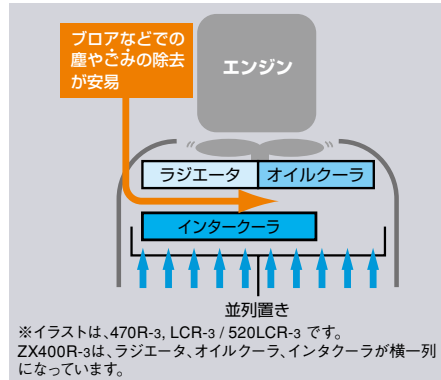 ブロアなどでの
塵やごみの除去
が安易
エンジン
ラジエータ
オイルクーラ
インタークーラ
並列置き
※イラストは、470R-3, LCR-3 / 520LCR-3 です。
ZX400R-3は、ラジエータ、オイルクーラ、インタクーラが横一列
になっています。